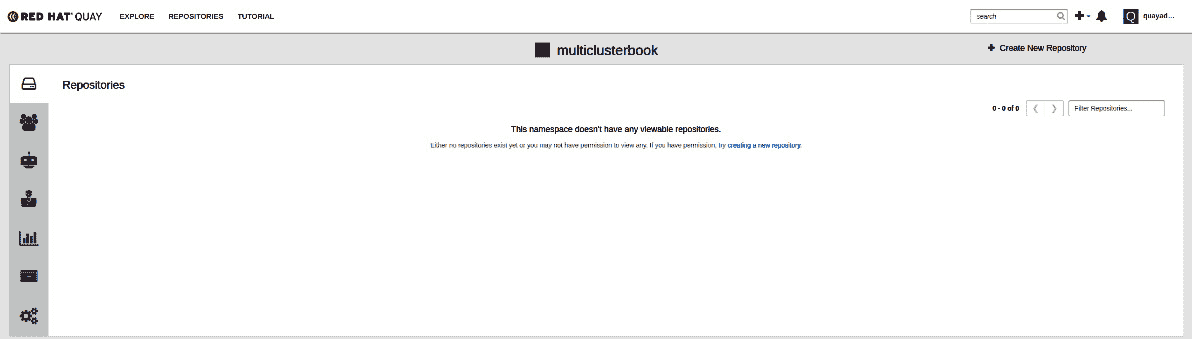 RED HAT® QUAY EXPLORE REPOSITORIES TUTORIAL search Q quayad...
multiclusterbook Create New Repository
Repositories
0 - 0 of 0 Filter Repositories...
This namespace doesn't have any viewable repositories.
Either no repositories exist yet or you may not have permission to view any. If you have permission, try creating a new repository.